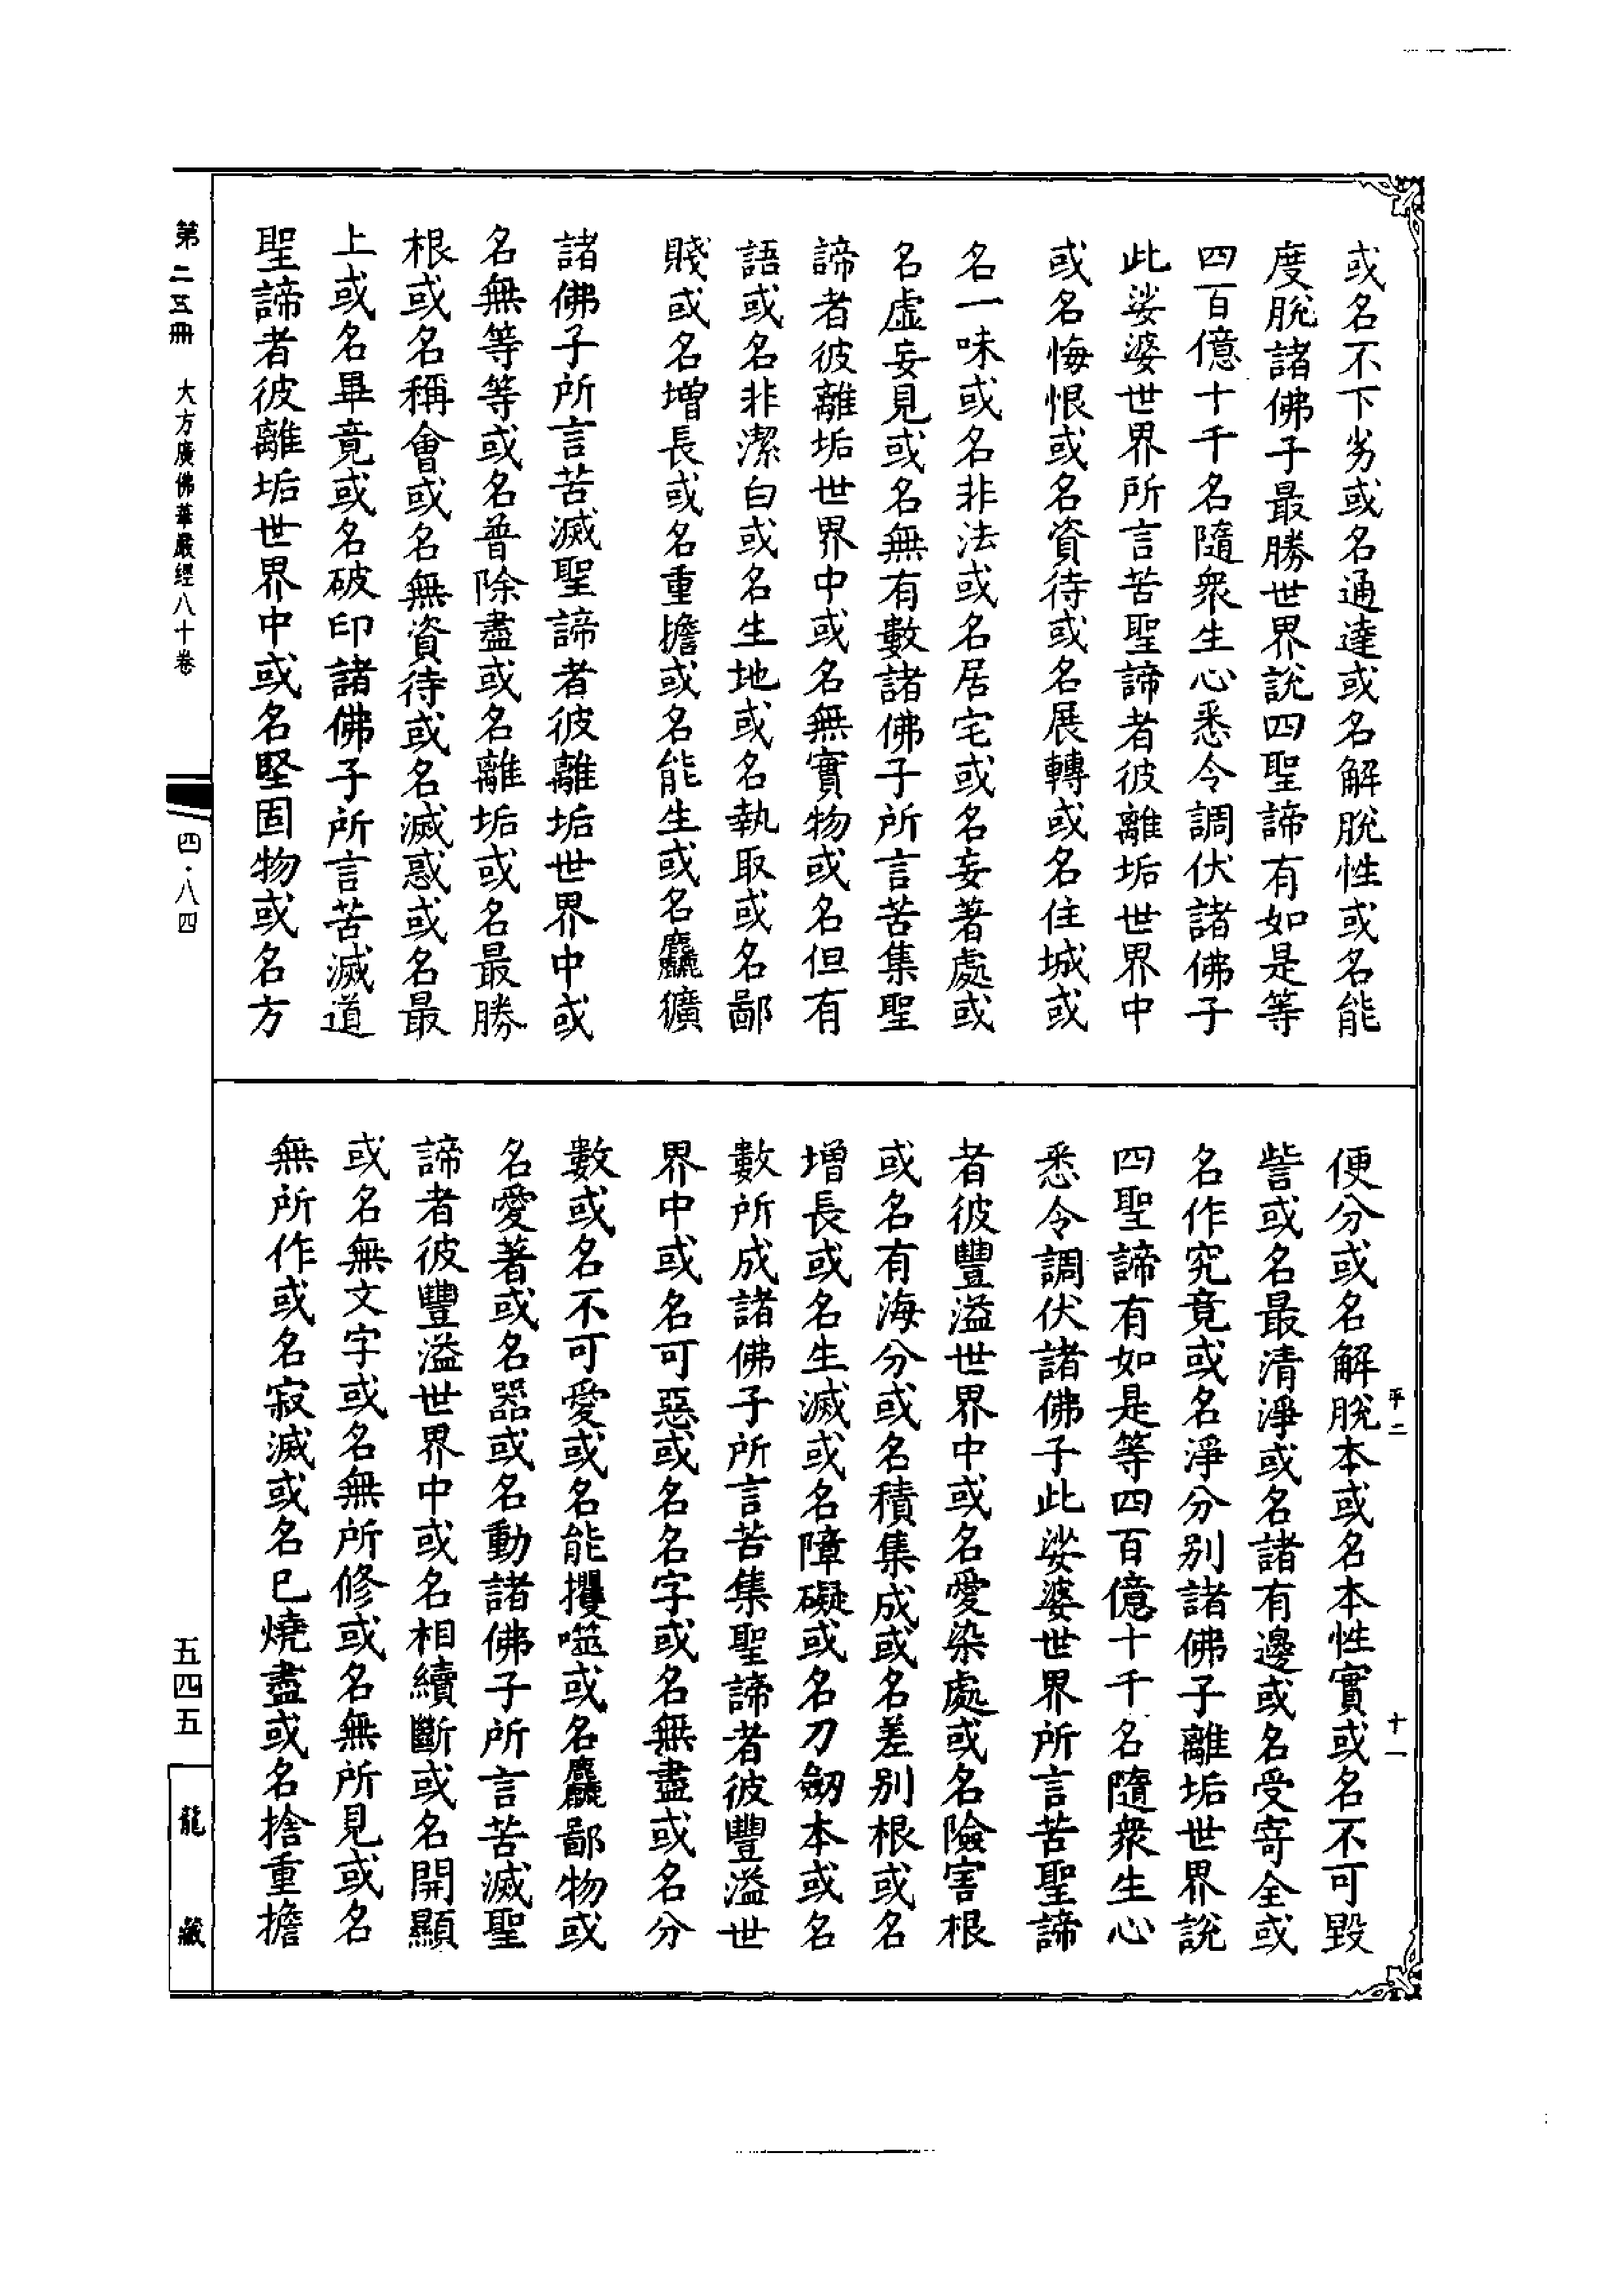 或名不下劣或名通達或名解脫性或名能
度脫諸佛子最勝世界說四聖諦有如是等
四百億十千名隨衆生心悉令調伏諸佛子
此娑婆世界所言苦聖諦者彼離垢世界中
或名悔恨或名資待或名展轉或名住城或
名一味或名非法或名居宅或名妄著處或
名虛妄見或名無有數諸佛子所言苦集聖
諦者彼離垢世界中或名無實物或名但有
語或名非潔白或名生地或名執取或名鄙
賤或名增長或名重擔或名能生或名麤獷
諸佛子所言苦滅聖諦者彼離垢世界中或
名無等等或名普除盡或名離垢或名最勝
根或名稱會或名無資待或名滅惑或名最
上或名畢竟或名破印諸佛子所言苦滅道
聖諦者彼離垢世界中或名堅固物或名方
便分或名解脫本或名本性實或名不可毀
訾或名最清淨或名諸有邊或名受寄全或
名作究竟或名淨分別諸佛子離垢世界說
四聖諦有如是等四百億十千名隨衆生心
悉令調伏諸佛子此娑婆世界所言苦聖諦
者彼豐溢世界中或名愛染處或名險害根
或名有海分或名積集成或名差別根或名
增長或名生滅或名障礙或名刀劒本或名
數所成諸佛子所言苦集聖諦者彼豐溢世
界中或名可惡或名名字或名無盡或名分
數或名不可愛或名能攫噬或名麤鄙物或
名愛著或名器或名動諸佛子所言苦滅聖
諦者彼豐溢世界中或名相續斷或名開顯
或名無文字或名無所修或名無所見或名
無所作或名寂滅或名已燒盡或名捨重擔
平二
十一
第二三冊 大方廣佛華嚴經八十卷
四·八四
五四五
龍藏